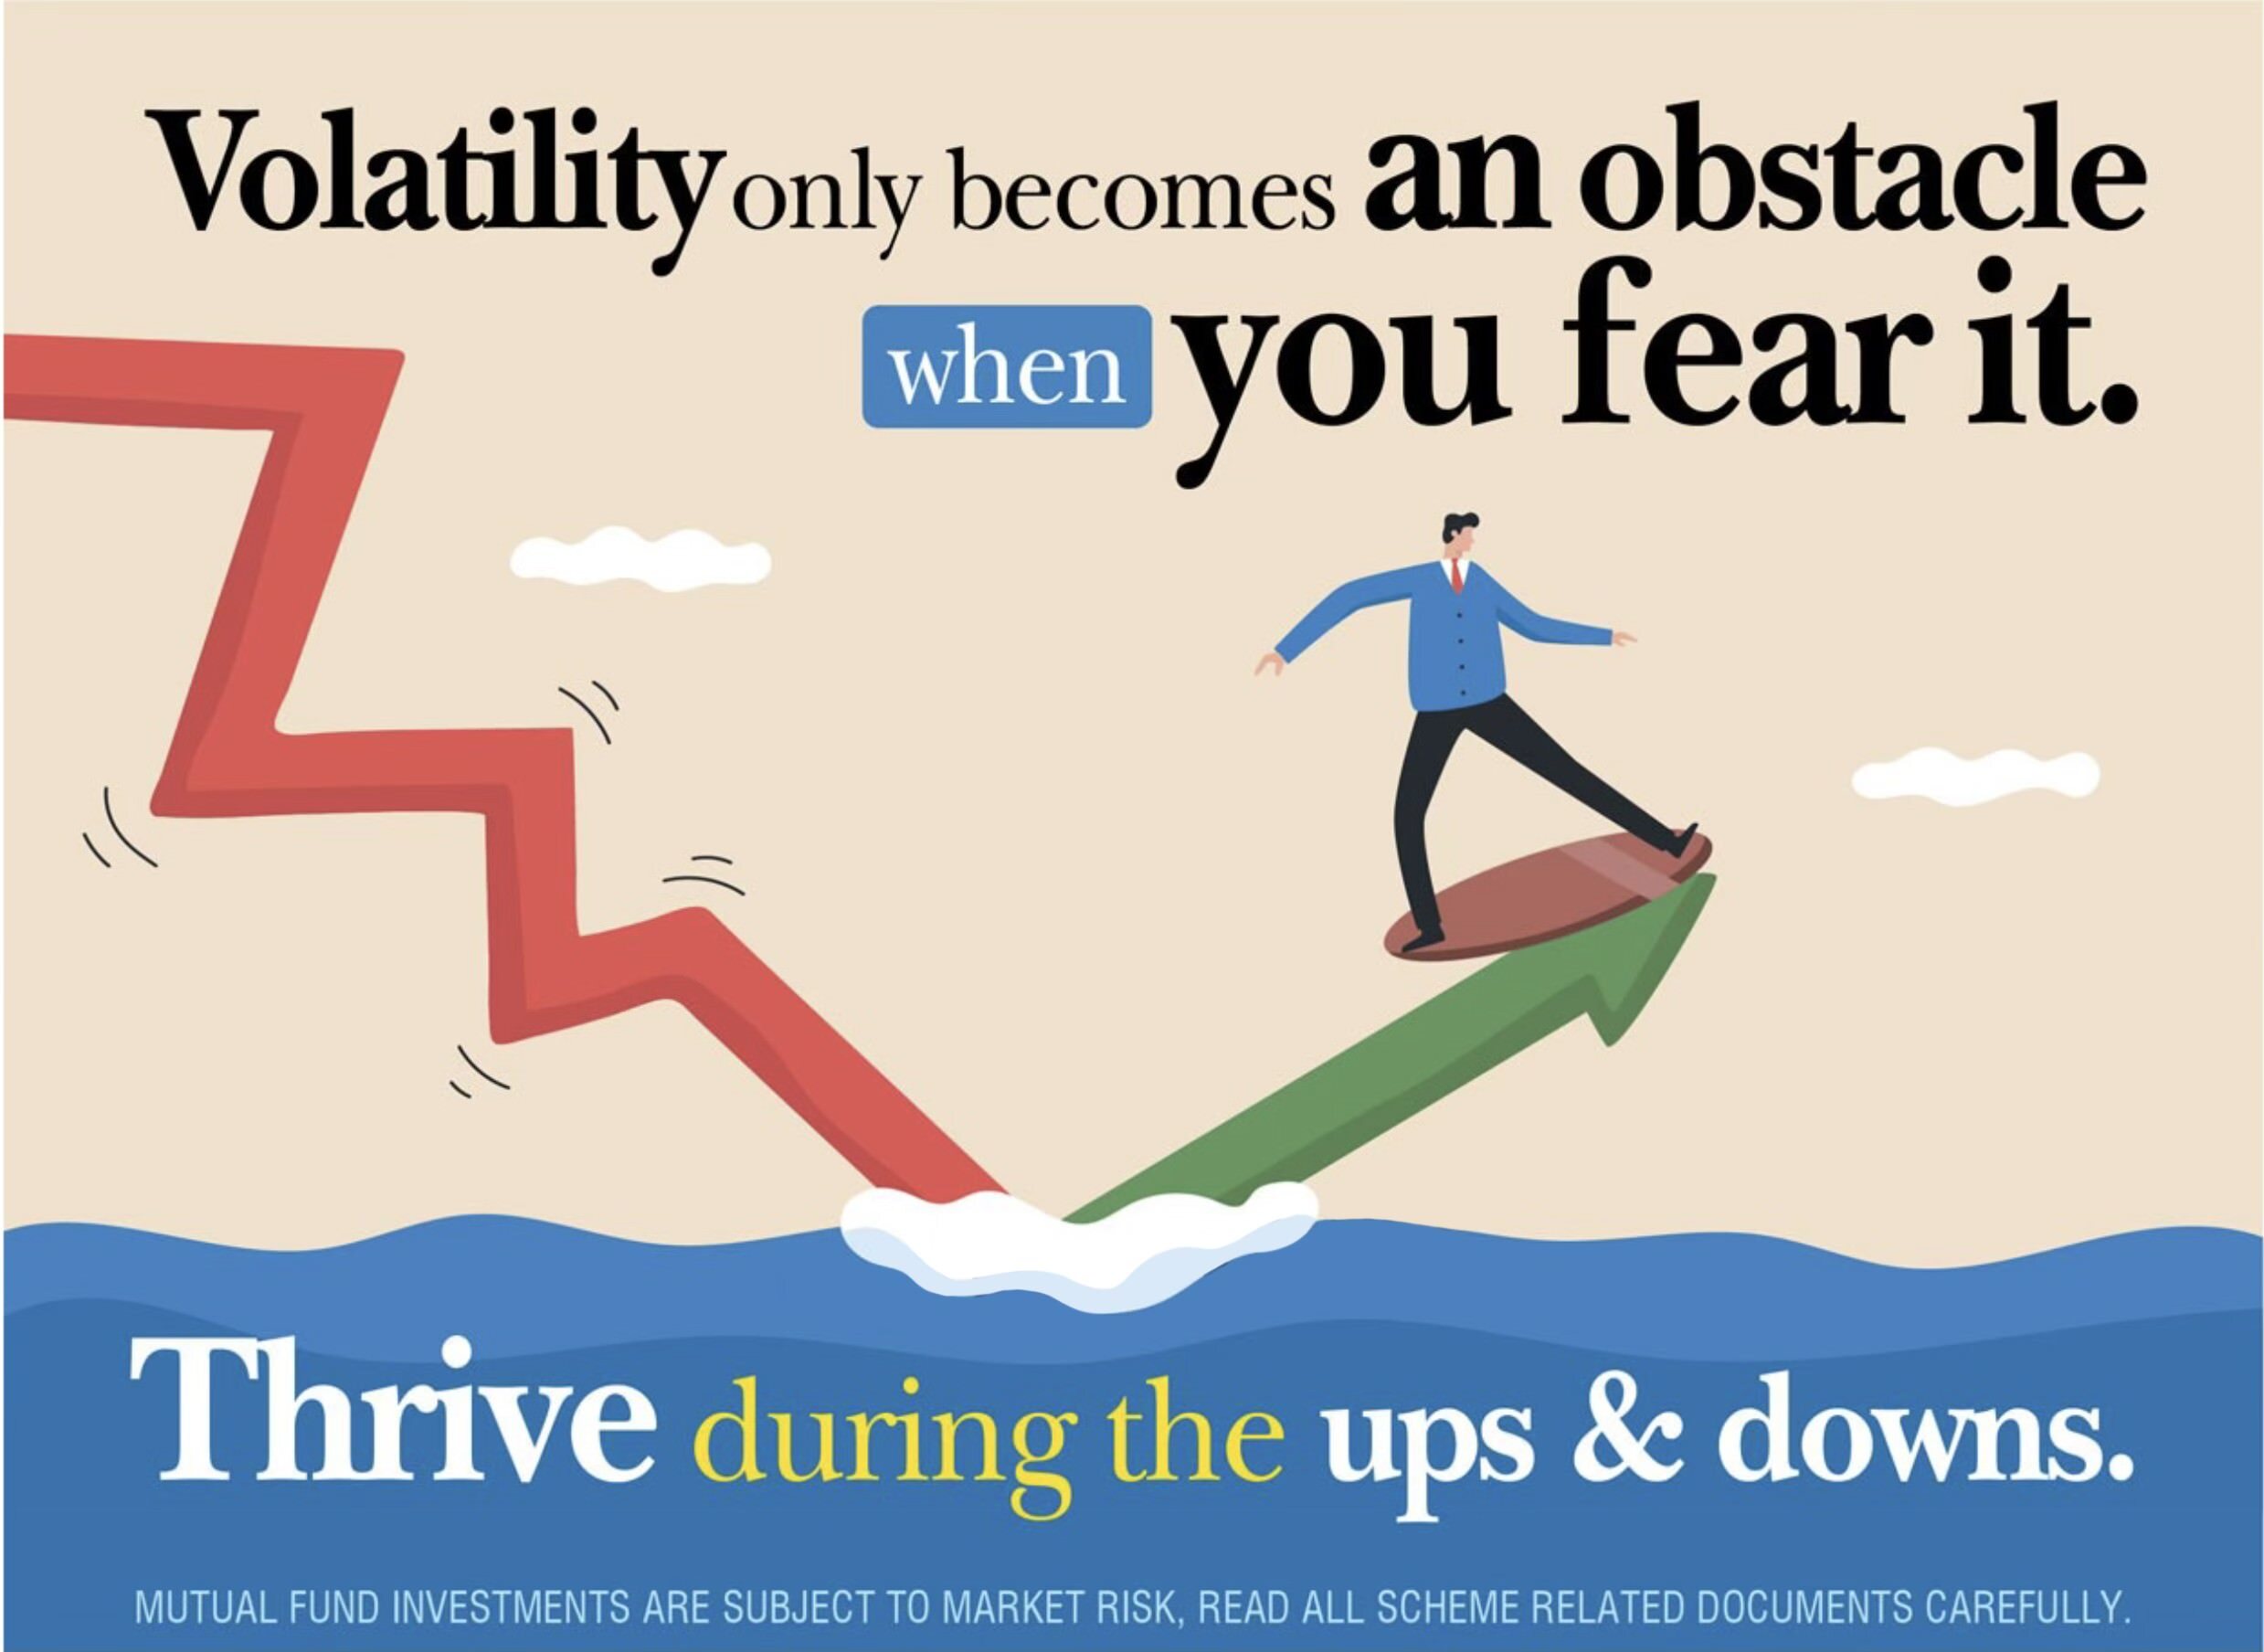 Volatility only becomes an obstacle
when you fear it.
Thrive during the ups & downs.
MUTUAL FUND INVESTMENTS ARE SUBJECT TO MARKET RISK, READ ALL SCHEME RELATED DOCUMENTS CAREFULLY.